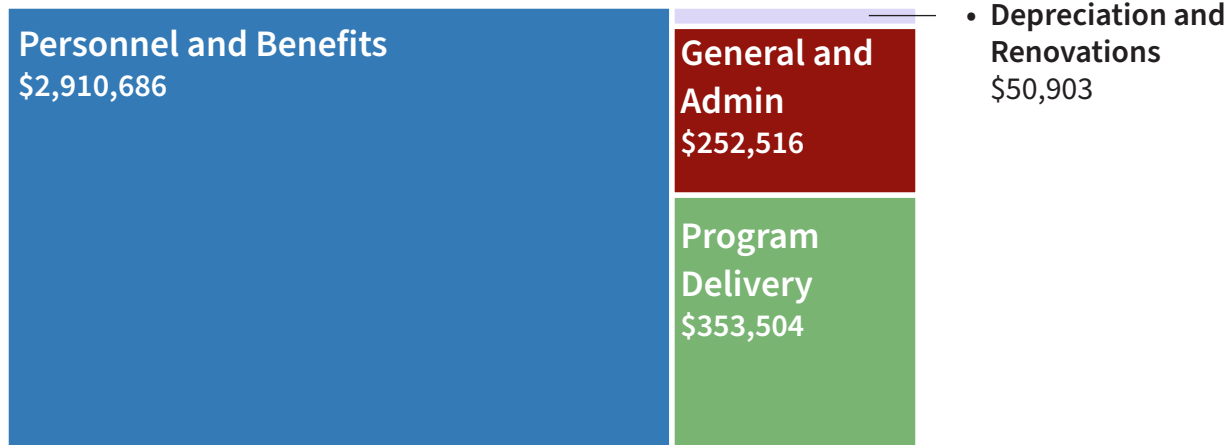 Personnel and Benefits
$2,910,686
General and
Admin
$252,516
Program
Delivery
$353,504
• Depreciation and
Renovations
$50,903